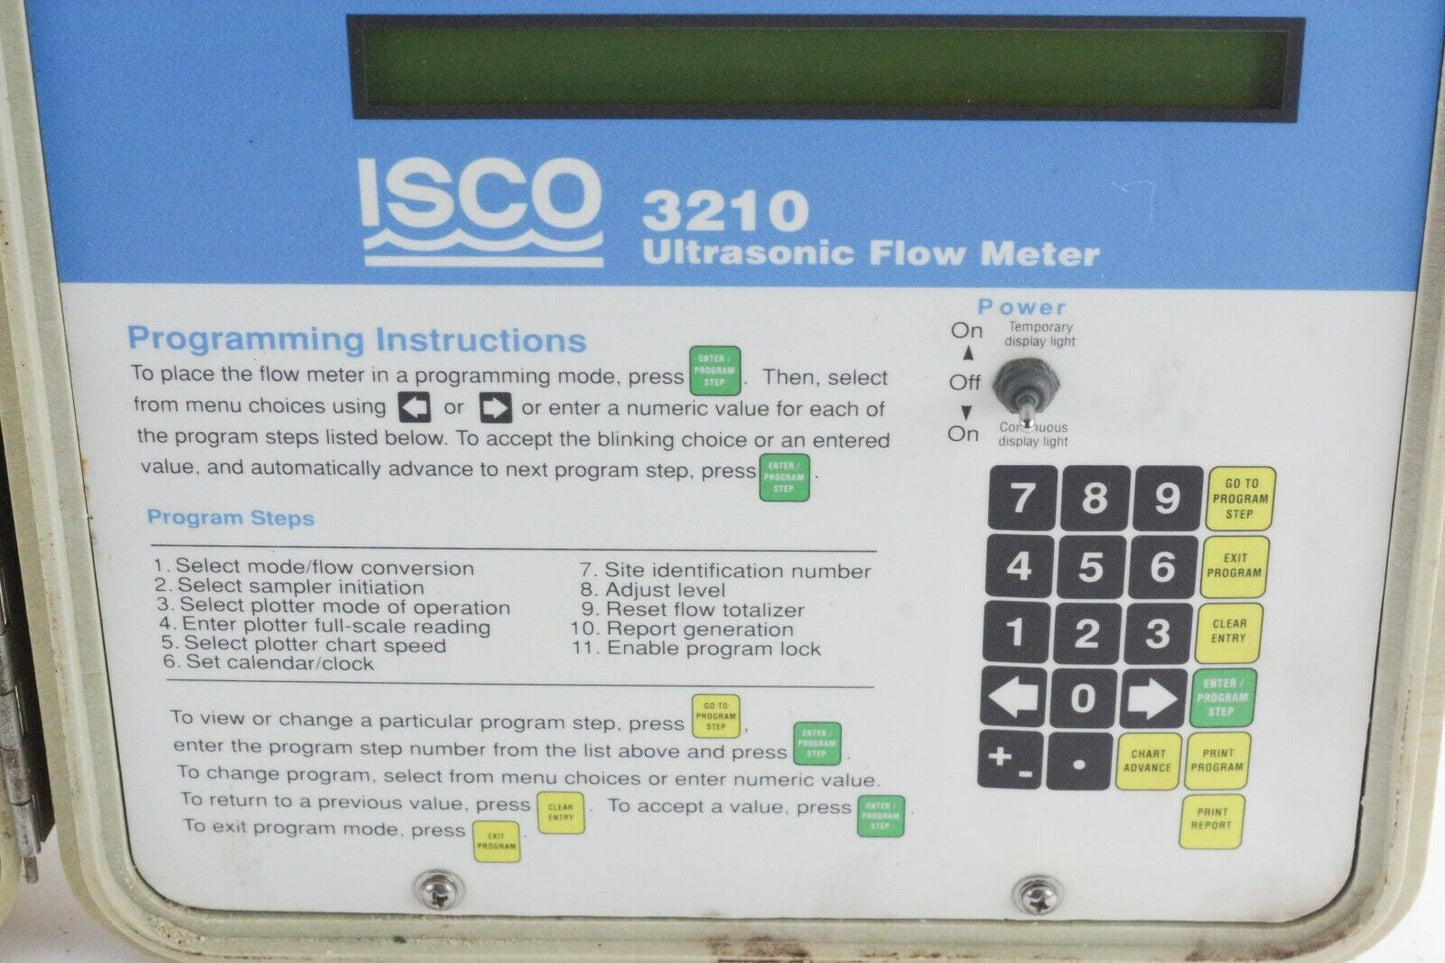 ISCO
3210
Ultrasonic Flow Meter
Programming Instructions
To place the flow meter in a programming mode, press ENTER / PROGRAM STEP . Then, select
from menu choices using or or enter a numeric value for each of
the program steps listed below. To accept the blinking choice or an entered
value, and automatically advance to next program step, press ENTER / PROGRAM STEP .
Program Steps
1. Select mode/flow conversion
2. Select sampler initiation
3. Select plotter mode of operation
4. Enter plotter full-scale reading
5. Select plotter chart speed
6. Set calendar/clock
7. Site identification number
8. Adjust level
9. Reset flow totalizer
10. Report generation
11. Enable program lock
To view or change a particular program step, press GO TO PROGRAM STEP ,
enter the program step number from the list above and press ENTER / PROGRAM STEP .
To change program, select from menu choices or enter numeric value.
To return to a previous value, press CLEAR ENTRY . To accept a value, press ENTER / PROGRAM STEP .
To exit program mode, press EXIT PROGRAM .
Power
On Temporary
display light
Off
On Continuous
display light
7 8 9 GO TO PROGRAM STEP
4 5 6 EXIT PROGRAM
1 2 3 CLEAR ENTRY
0 ENTER / PROGRAM STEP
+ - . CHART ADVANCE PRINT PROGRAM
PRINT REPORT